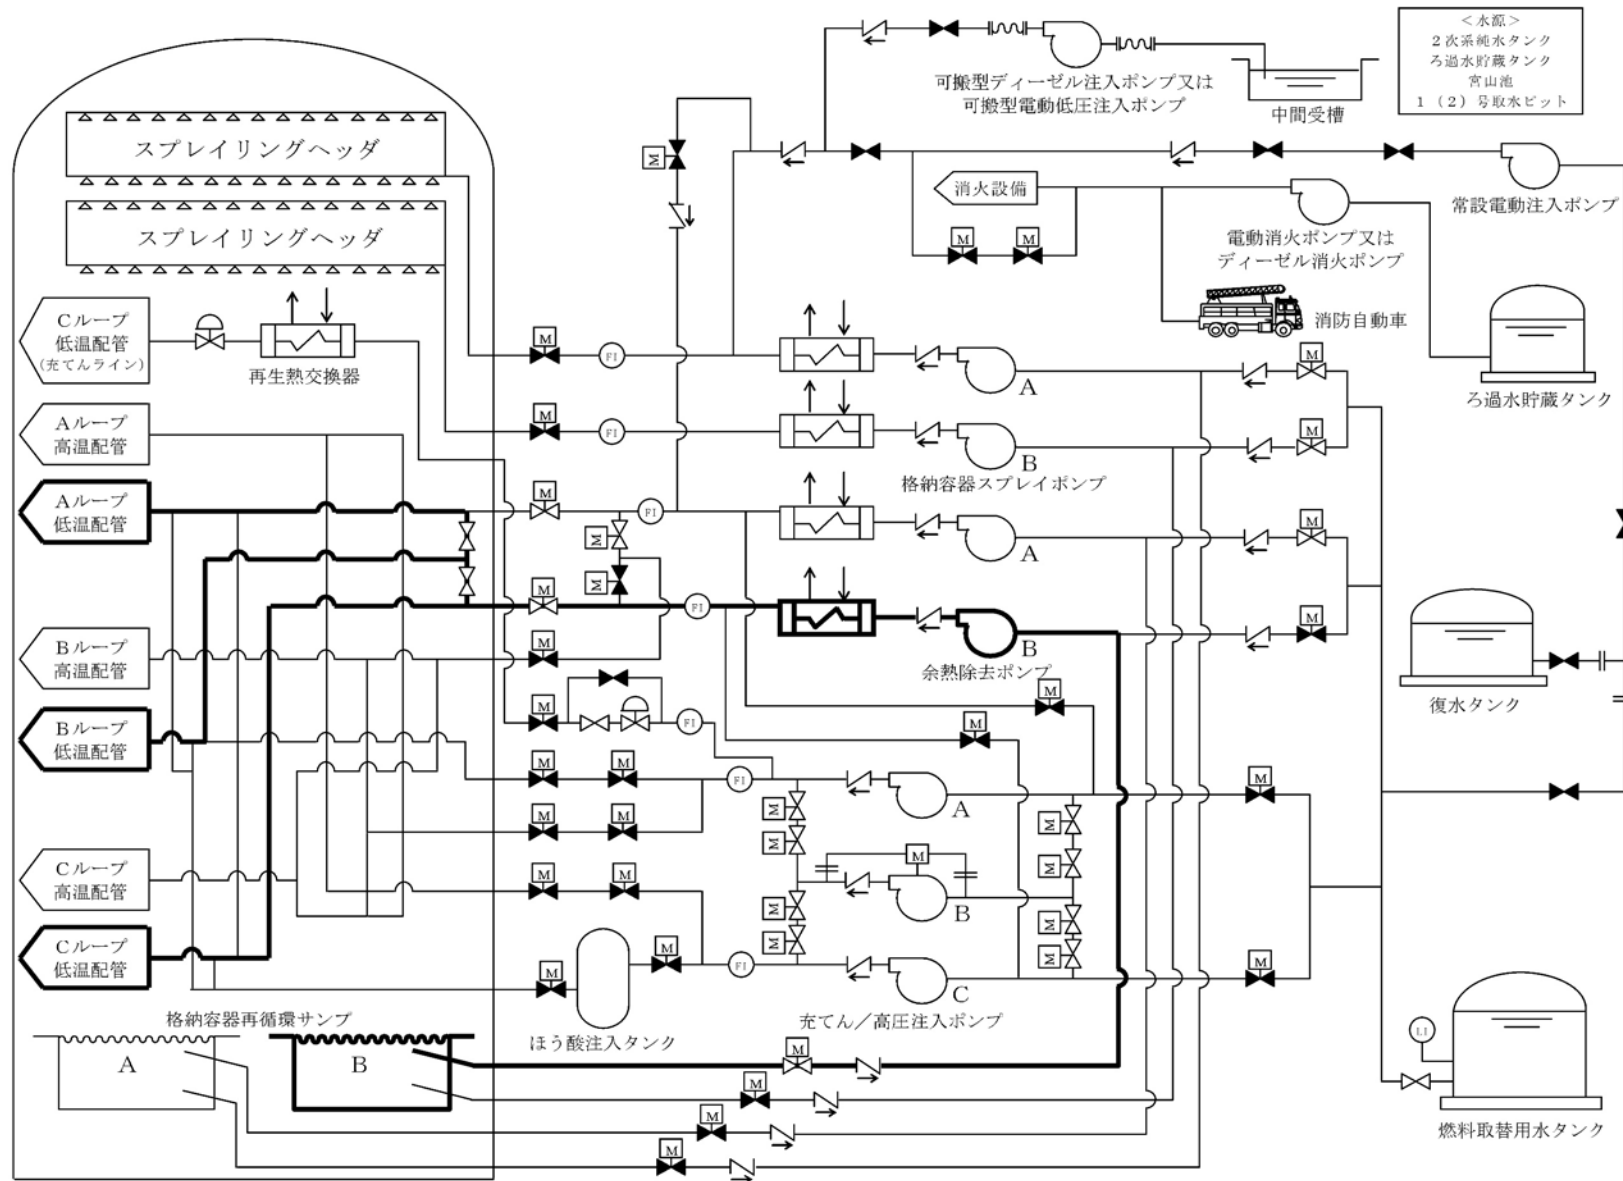 <水源>
2次系純水タンク
ろ過水貯蔵タンク
宮山池
1（2）号取水ピット
可搬型ディーゼル注入ポンプ又は
可搬型電動低圧注入ポンプ
中間受槽
スプレイリングヘッダ
スプレイリングヘッダ
M
消火設備
常設電動注入ポンプ
M
M
電動消火ポンプ又は
ディーゼル消火ポンプ
消防自動車
ろ過水貯蔵タンク
Cループ
低温配管
(充てんライン)
再生熱交換器
M
FI
A
M
Aループ
高温配管
M
FI
B
M
格納容器スプレイポンプ
Aループ
低温配管
M
FI
M
A
M
M
M
FI
B
M
余熱除去ポンプ
Bループ
高温配管
M
M
復水タンク
Bループ
低温配管
M
FI
M
M
M
FI
A
M
M
M
M
M
M
M
M
B
M
Cループ
高温配管
M
M
M
M
M
M
Cループ
低温配管
M
M
FI
C
M
ほう酸注入タンク
充てん／高圧注入ポンプ
格納容器再循環サンプ
A
B
M
M
M
M
LI
燃料取替用水タンク